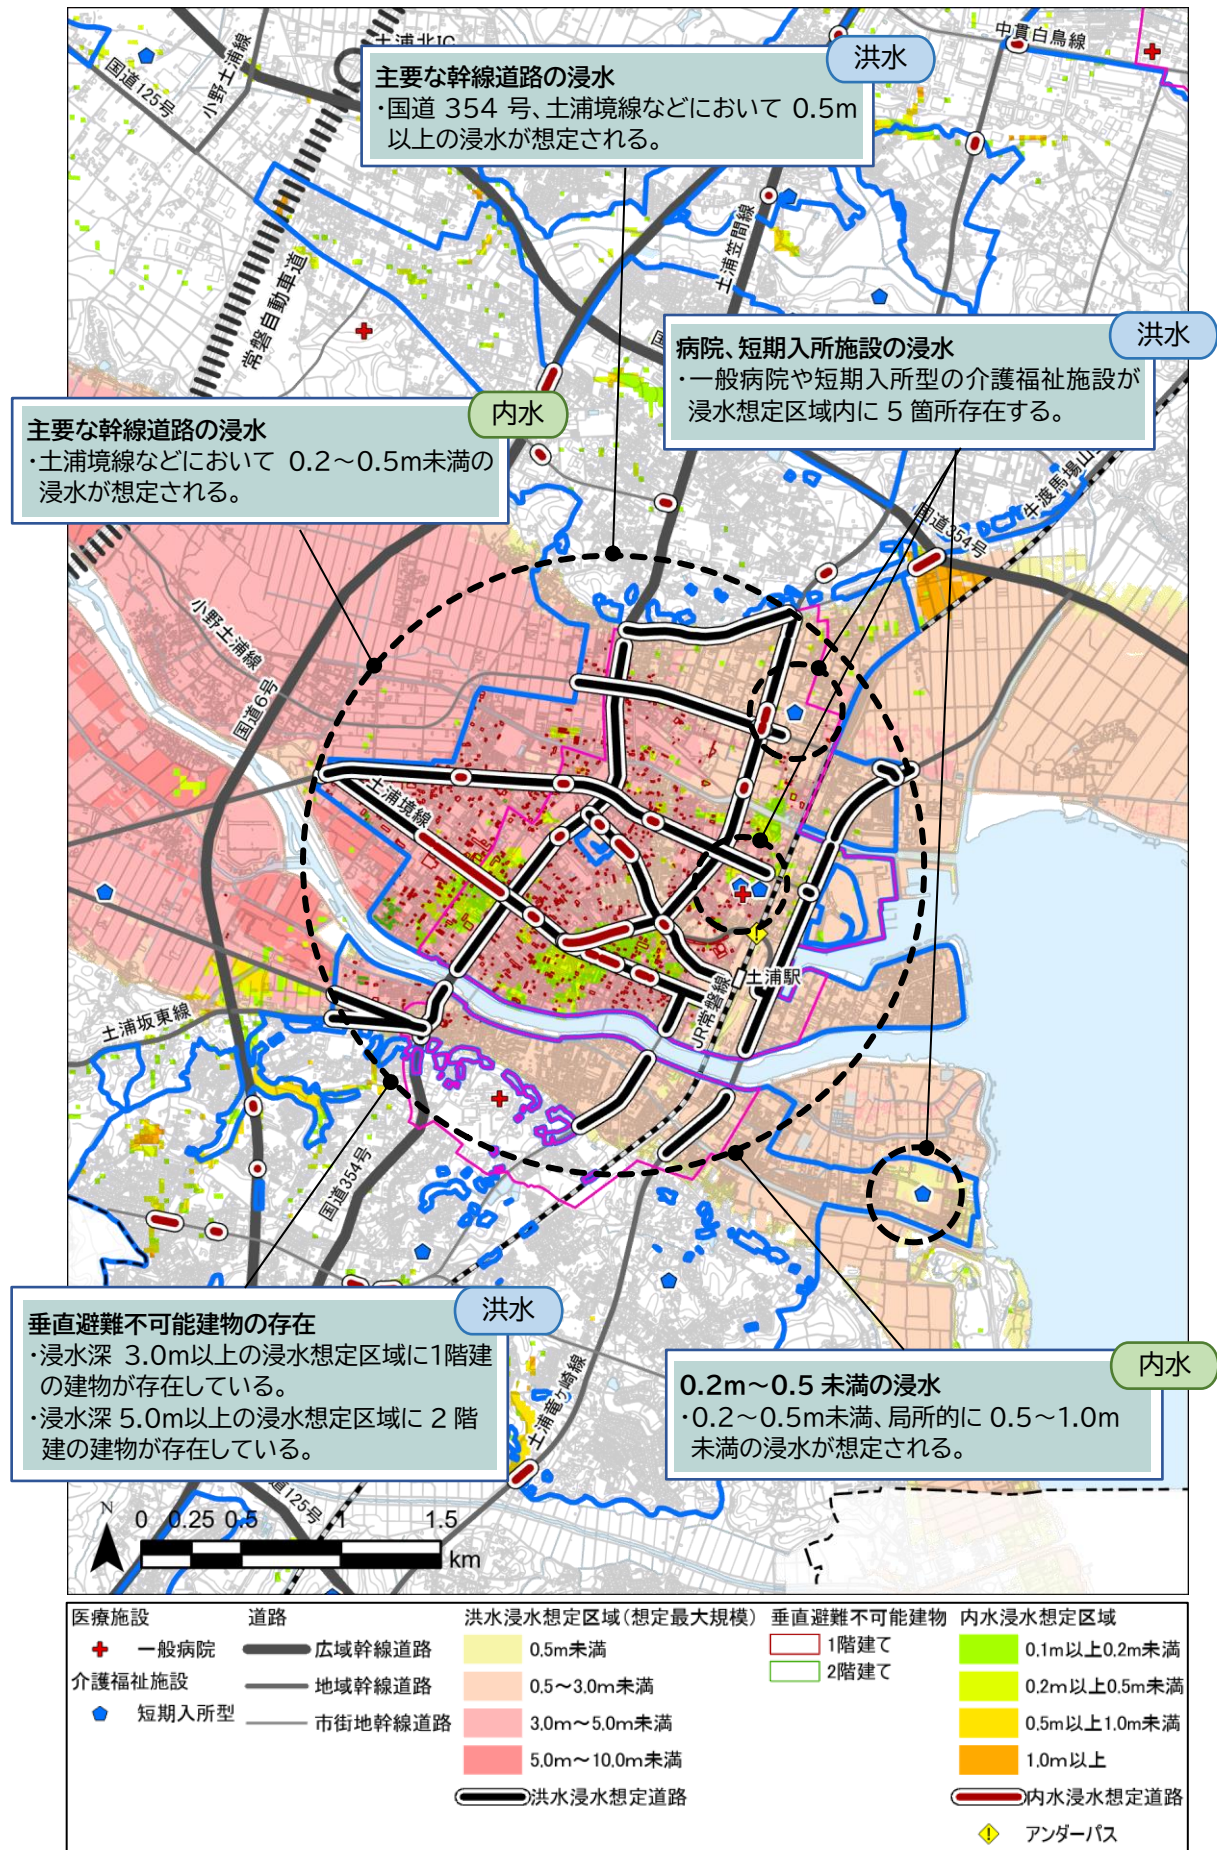 土浦北IC
中貫白鳥線
小野土浦線
国道125号
洪水
主要な幹線道路の浸水
・国道 354 号、土浦境線などにおいて 0.5m
以上の浸水が想定される。
土浦笠間線
常磐自動車道
洪水
病院、短期入所施設の浸水
・一般病院や短期入所型の介護福祉施設が
浸水想定区域内に 5 箇所存在する。
内水
主要な幹線道路の浸水
・土浦境線などにおいて 0.2～0.5m未満の
浸水が想定される。
牛渡馬場山
国道354号
小野土浦線
国道6号
土浦境線
土浦駅
JR常磐線
土浦坂東線
国道354号
洪水
垂直避難不可能建物の存在
・浸水深 3.0m以上の浸水想定区域に1階建
の建物が存在している。
・浸水深 5.0m以上の浸水想定区域に 2 階
建の建物が存在している。
内水
0.2m～0.5 未満の浸水
・0.2～0.5m未満、局所的に 0.5～1.0m
未満の浸水が想定される。
土浦竜ヶ崎線
道125号
N
0 0.25 0.5 1 1.5
km
医療施設
一般病院
介護福祉施設
短期入所型
道路
広域幹線道路
地域幹線道路
市街地幹線道路
洪水浸水想定区域(想定最大規模)
0.5m未満
0.5～3.0m未満
3.0m～5.0m未満
5.0m～10.0m未満
洪水浸水想定道路
垂直避難不可能建物
1階建て
2階建て
内水浸水想定区域
0.1m以上0.2m未満
0.2m以上0.5m未満
0.5m以上1.0m未満
1.0m以上
内水浸水想定道路
アンダーパス